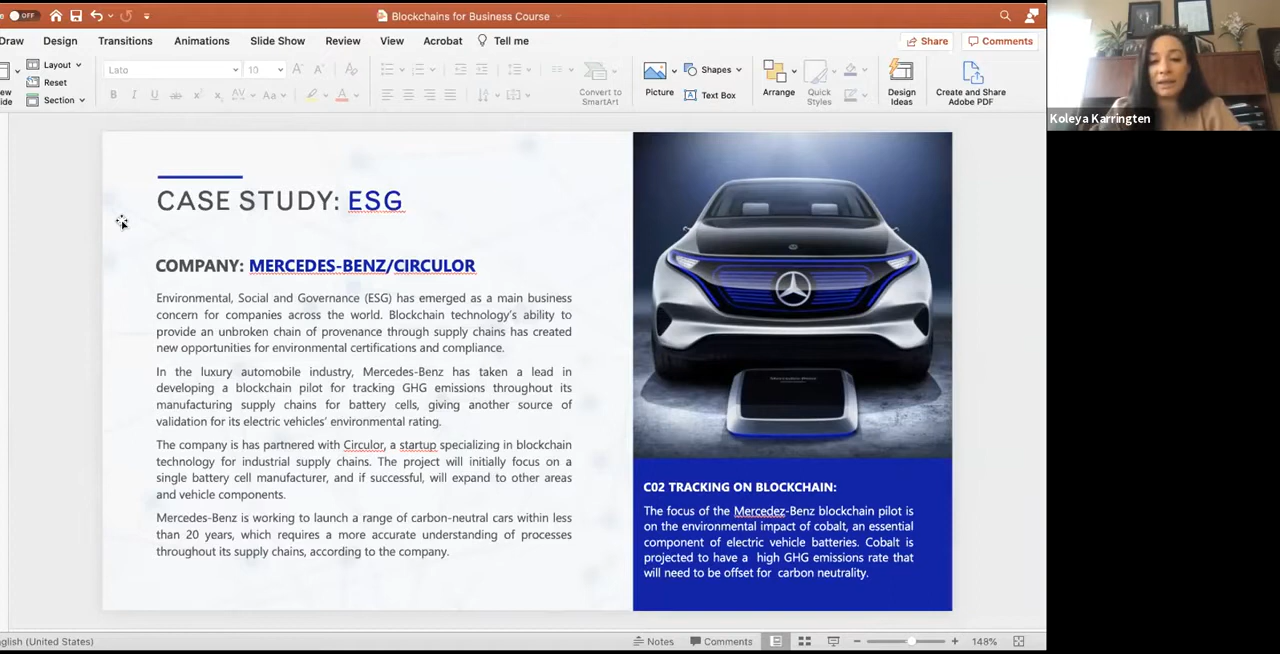 OFF
Blockchains for Business Course
Draw
Design
Transitions
Animations
Slide Show
Review
View
Acrobat
Tell me
Share
Comments
Layout
Reset
Section
Lato
10
Convert to
SmartArt
Picture
Shapes
Text Box
Arrange
Quick
Styles
Design
Ideas
Create and Share
Adobe PDF
Koleya Karringten
CASE STUDY: ESG
COMPANY: MERCEDES-BENZ/CIRCULOR
Environmental, Social and Governance (ESG) has emerged as a main business
concern for companies across the world. Blockchain technology's ability to
provide an unbroken chain of provenance through supply chains has created
new opportunities for environmental certifications and compliance.
In the luxury automobile industry, Mercedes-Benz has taken a lead in
developing a blockchain pilot for tracking GHG emissions throughout its
manufacturing supply chains for battery cells, giving another source of
validation for its electric vehicles' environmental rating.
The company is has partnered with Circulor, a startup specializing in blockchain
technology for industrial supply chains. The project will initially focus on a
single battery cell manufacturer, and if successful, will expand to other areas
and vehicle components.
Mercedes-Benz is working to launch a range of carbon-neutral cars within less
than 20 years, which requires a more accurate understanding of processes
throughout its supply chains, according to the company.
C02 TRACKING ON BLOCKCHAIN:
The focus of the Mercedez-Benz blockchain pilot is
on the environmental impact of cobalt, an essential
component of electric vehicle batteries. Cobalt is
projected to have a high GHG emissions rate that
will need to be offset for carbon neutrality.
(United States)
Notes
Comments
148%